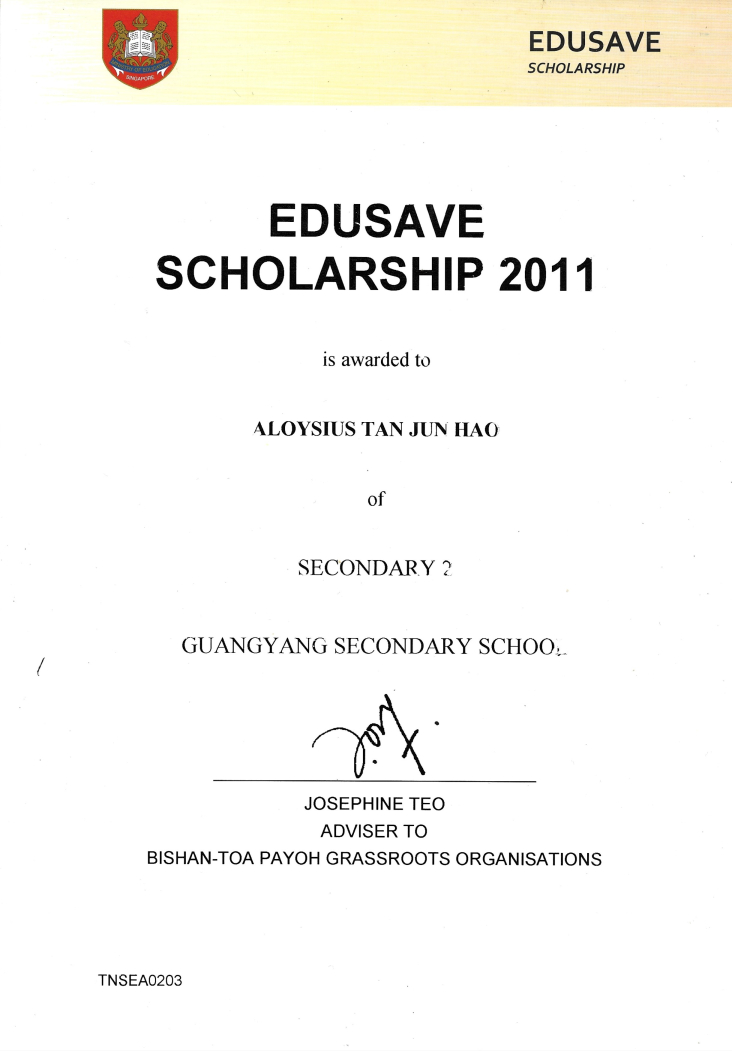 MINISTRY OF EDUCATION
SINGAPORE
EDUSAVE
SCHOLARSHIP
EDUSAVE
SCHOLARSHIP 2011
is awarded to
ALOYSIUS TAN JUN HAO
of
SECONDARY 2
GUANGYANG SECONDARY SCHOOL
JOSEPHINE TEO
ADVISER TO
BISHAN-TOA PAYOH GRASSROOTS ORGANISATIONS
TNSEA0203